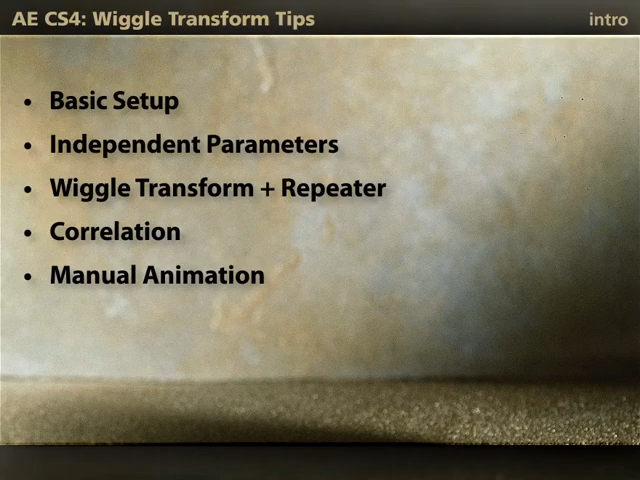 AE CS4: Wiggle Transform Tips
intro
• Basic Setup
• Independent Parameters
• Wiggle Transform + Repeater
• Correlation
• Manual Animation